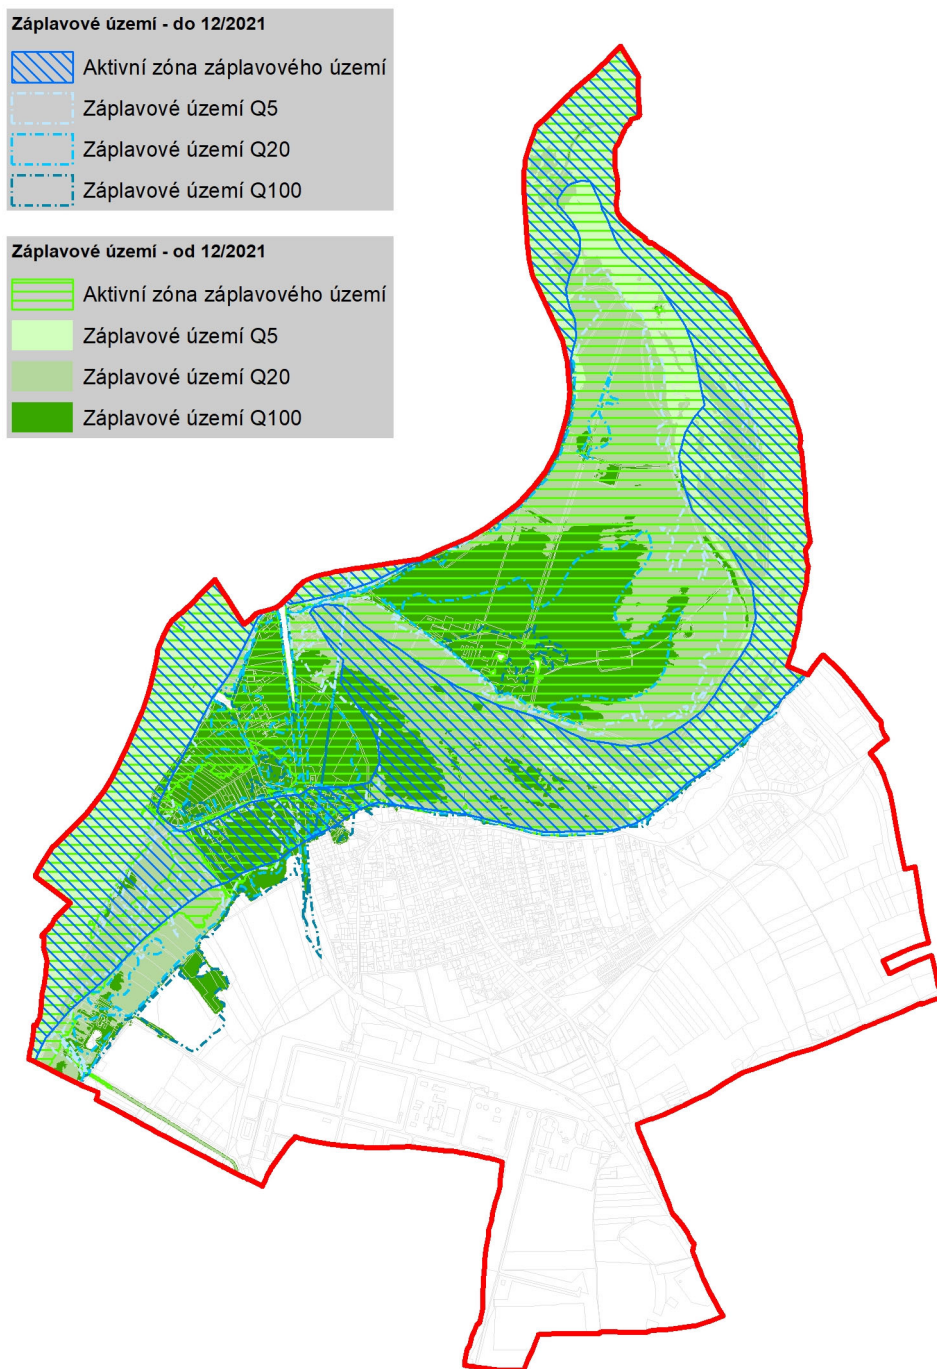 Záplavové území - do 12/2021
Aktivní zóna záplavového území
Záplavové území Q5
Záplavové území Q20
Záplavové území Q100
Záplavové území - od 12/2021
Aktivní zóna záplavového území
Záplavové území Q5
Záplavové území Q20
Záplavové území Q100